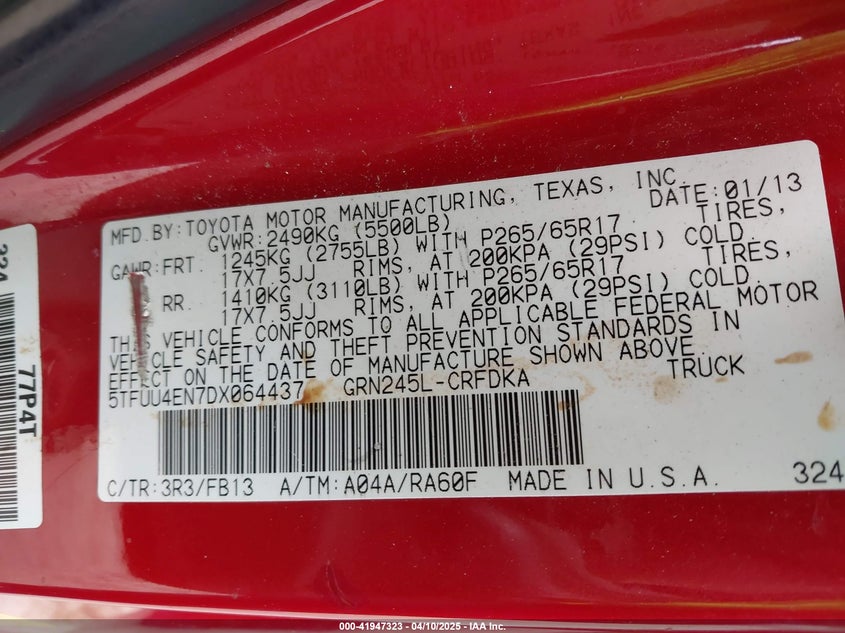 MFD.BY:TOYOTA MOTOR MANUFACTURING, TEXAS, INC.
GVWR:2490KG (5500LB) DATE:01/13
GAWR:FRT. 1245KG (2755LB) WITH P265/65R17 TIRES,
17X7.5JJ RIMS, AT 200KPA (29PSI) COLD
RR. 1410KG (3110LB) WITH P265/65R17 TIRES,
17X7.5JJ RIMS, AT 200KPA (29PSI) COLD
THIS VEHICLE CONFORMS TO ALL APPLICABLE FEDERAL MOTOR
VEHICLE SAFETY AND THEFT PREVENTION STANDARDS IN
EFFECT ON THE DATE OF MANUFACTURE SHOWN ABOVE.
5TFUU4EN7DX064437 GRN245L-CRFDKA TRUCK
C/TR:3R3/FB13 A/TM:A04A/RA60F MADE IN U.S.A. 324
324
77P4T
000-41947323 - 04/10/2025 - IAA Inc.